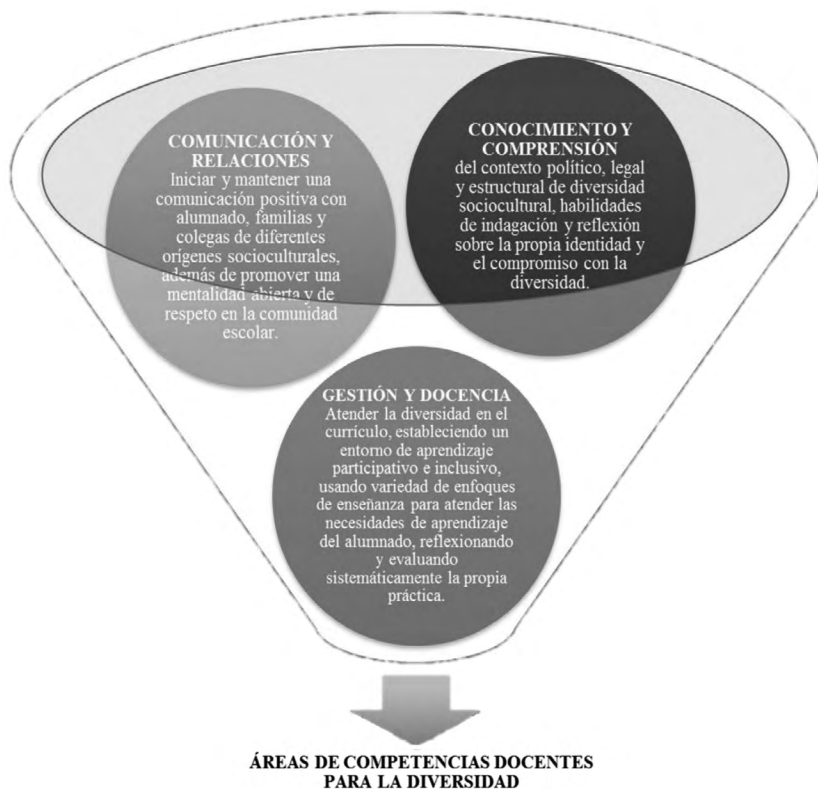 COMUNICACIÓN Y
RELACIONES
Iniciar y mantener una
comunicación positiva con
alumnado, familias y
colegas de diferentes
orígenes socioculturales,
además de promover una
mentalidad abierta y de
respeto en la comunidad
escolar.
CONOCIMIENTO Y
COMPRENSIÓN
del contexto político, legal
y estructural de diversidad
sociocultural, habilidades
de indagación y reflexión
sobre la propia identidad y
el compromiso con la
diversidad.
GESTIÓN Y DOCENCIA
Atender la diversidad en el
currículo, estableciendo un
entorno de aprendizaje
participativo e inclusivo,
usando variedad de enfoques
de enseñanza para atender las
necesidades de aprendizaje
del alumnado, reflexionando
y evaluando
sistemáticamente la propia
práctica.
ÁREAS DE COMPETENCIAS DOCENTES
PARA LA DIVERSIDAD